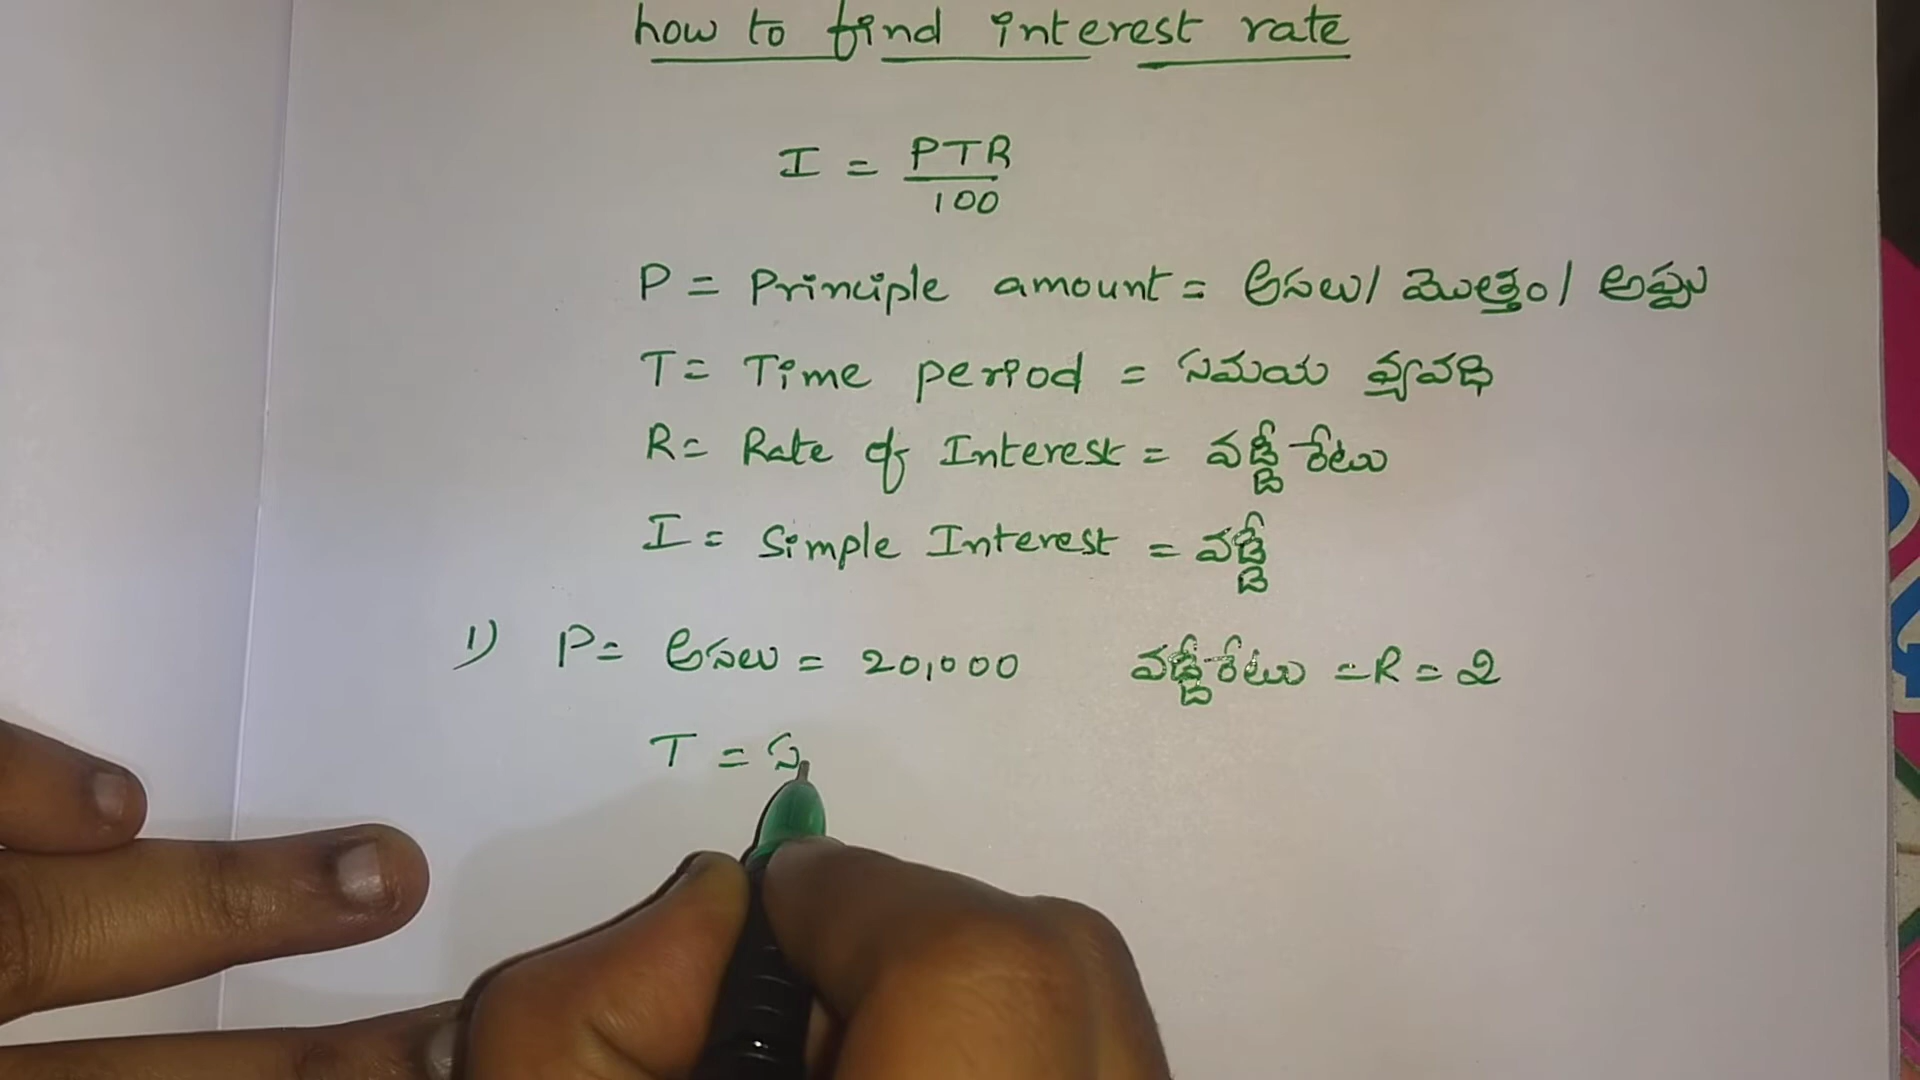 how to find interest rate
I = PTR
100
P = Principle amount = అసలు/ మొత్తం/ అప్పు
T = Time period = సమయ వ్యవధి
R = Rate of Interest = వడ్డీ రేటు
I = Simple Interest = వడ్డీ
1) P = అసలు = 20,000 వడ్డీరేటు = R = 2
T = స